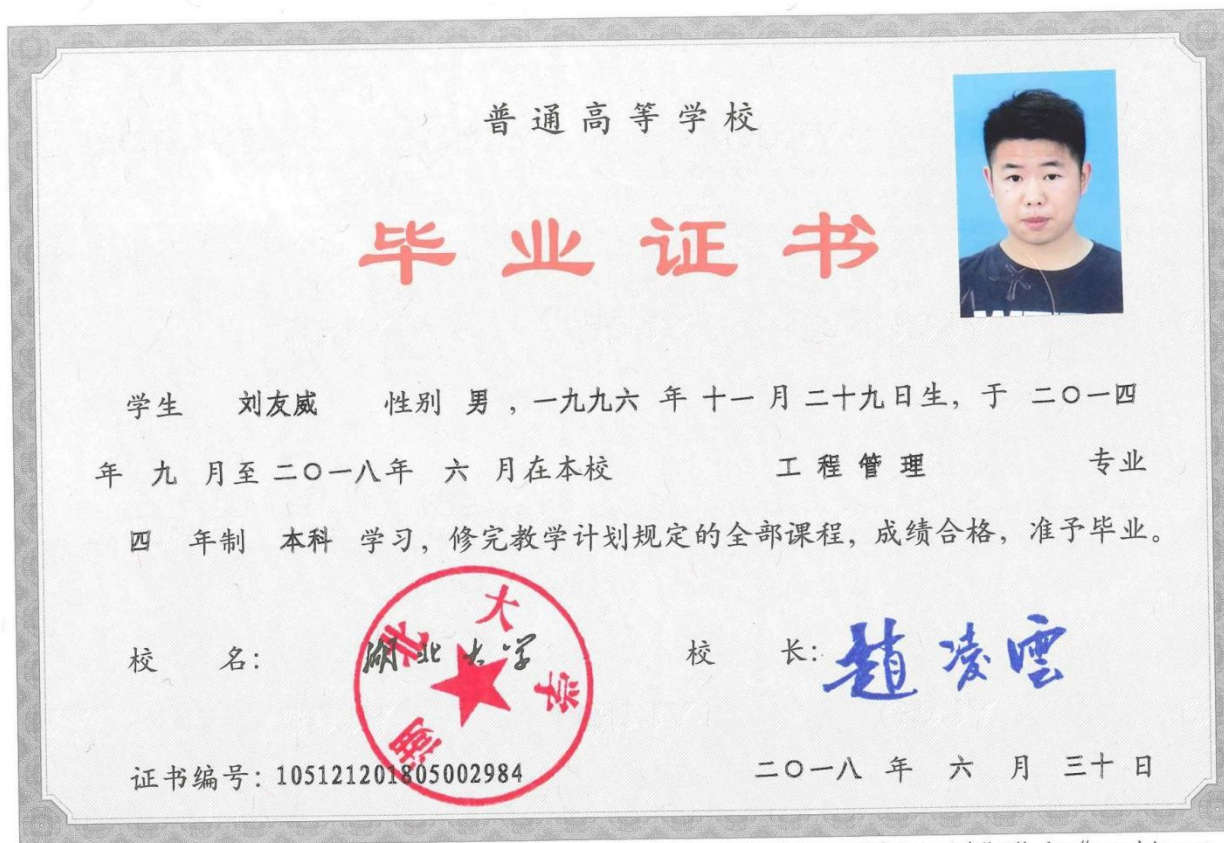 普通高等学校
毕业证书
学生 刘友威 性别 男，一九九六 年 十一 月 二十九日生，于 二〇一四
年 九 月至 二〇一八年 六 月在本校 工程管理 专业
四 年制 本科 学习，修完教学计划规定的全部课程，成绩合格，准予毕业。
校 名： 湖北大学 校 长： 趙凌雲
湖北大学
证书编号：105121201805002984 二〇一八 年 六 月 三十 日